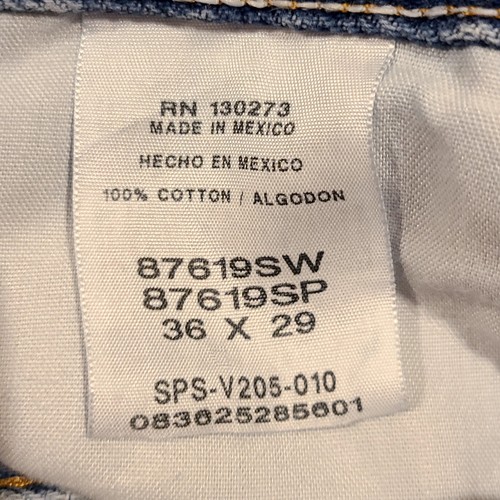 RN 130273
MADE IN MEXICO
HECHO EN MEXICO
100% COTTON / ALGODON
87619SW
87619SP
36 X 29
SPS-V205-010
083625285601